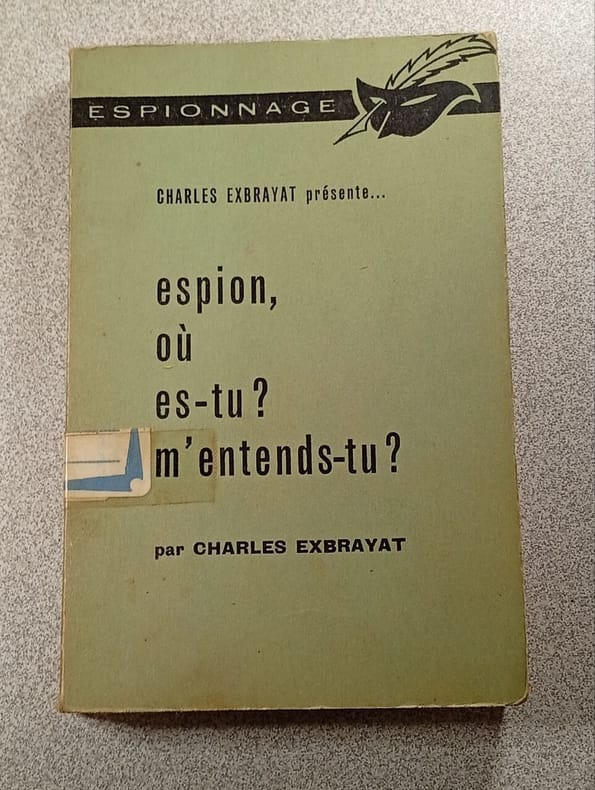 ESPIONNAGE
CHARLES EXBRAYAT présente...
espion,
où
es-tu ?
m'entends-tu ?
par CHARLES EXBRAYAT